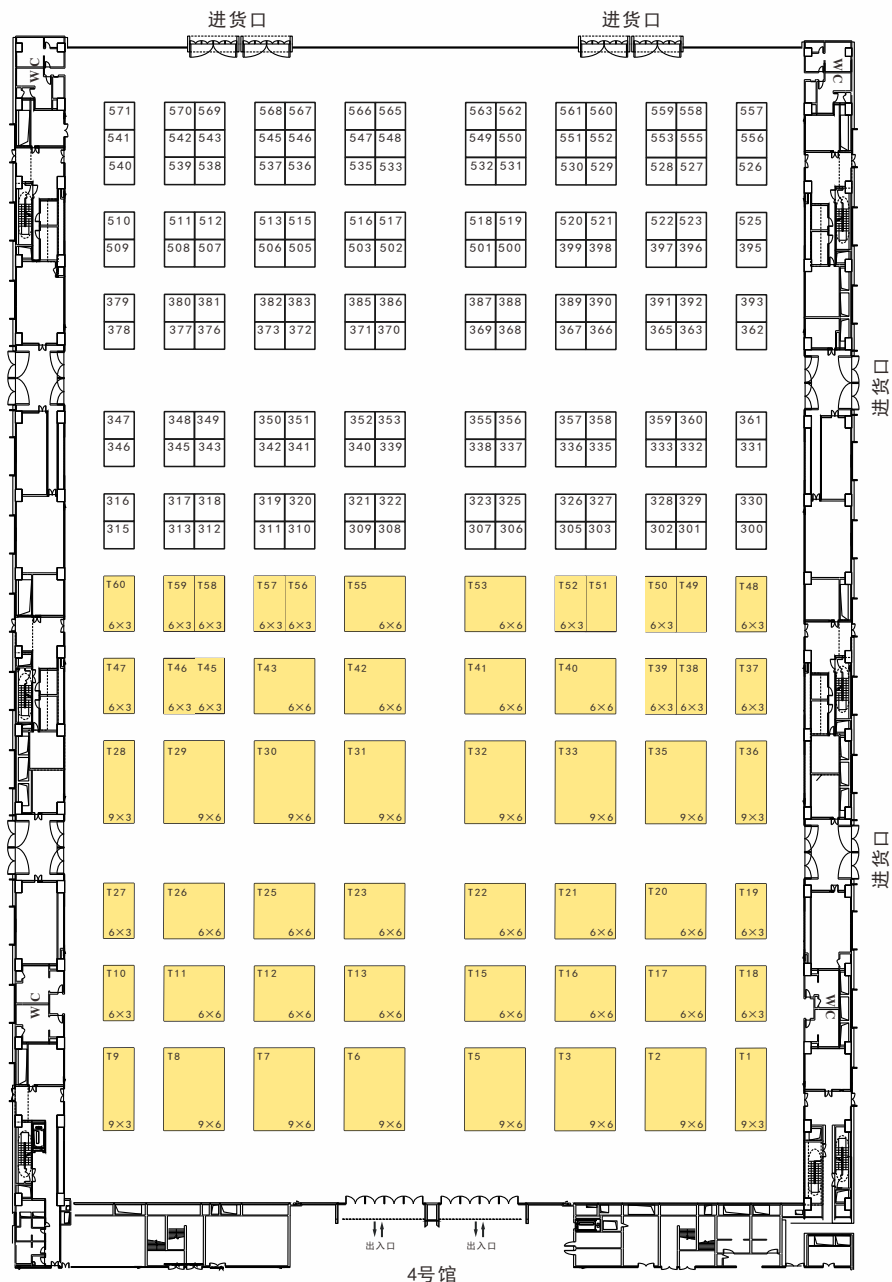 进货口 进货口
WC WC
571 570 569 568 567 566 565 563 562 561 560 559 558 557
541 542 543 545 546 547 548 549 550 551 552 553 555 556
540 539 538 537 536 535 533 532 531 530 529 528 527 526
510 511 512 513 515 516 517 518 519 520 521 522 523 525
509 508 507 506 505 503 502 501 500 399 398 397 396 395
379 380 381 382 383 385 386 387 388 389 390 391 392 393
378 377 376 373 372 371 370 369 368 367 366 365 363 362
进货口
347 348 349 350 351 352 353 355 356 357 358 359 360 361
346 345 343 342 341 340 339 338 337 336 335 333 332 331
316 317 318 319 320 321 322 323 325 326 327 328 329 330
315 313 312 311 310 309 308 307 306 305 303 302 301 300
T60 T59 T58 T57 T56 T55 T53 T52 T51 T50 T49 T48
6×3 6×3 6×3 6×3 6×3 6×6 6×6 6×3 6×3 6×3
T47 T46 T45 T43 T42 T41 T40 T39 T38 T37
6×3 6×3 6×3 6×6 6×6 6×6 6×6 6×3 6×3 6×3
T28 T29 T30 T31 T32 T33 T35 T36
9×3 9×6 9×6 9×6 9×6 9×6 9×6 9×3
进货口
T27 T26 T25 T23 T22 T21 T20 T19
6×3 6×6 6×6 6×6 6×6 6×6 6×6 6×3
T10 T11 T12 T13 T15 T16 T17 T18
WC WC
6×3 6×6 6×6 6×6 6×6 6×6 6×6 6×3
T9 T8 T7 T6 T5 T3 T2 T1
9×3 9×6 9×6 9×6 9×6 9×6 9×6 9×3
出入口 出入口
4号馆